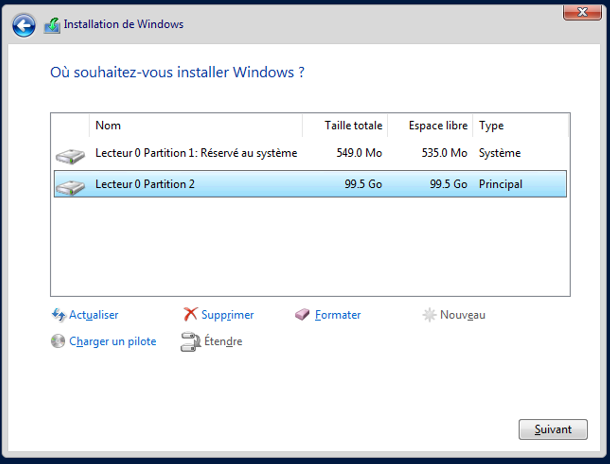 Installation de Windows
Où souhaitez-vous installer Windows ?
Nom Taille totale Espace libre Type
Lecteur 0 Partition 1: Réservé au système 549.0 Mo 535.0 Mo Système
Lecteur 0 Partition 2 99.5 Go 99.5 Go Principal
Actualiser Supprimer Formater Nouveau
Charger un pilote Étendre
Suivant